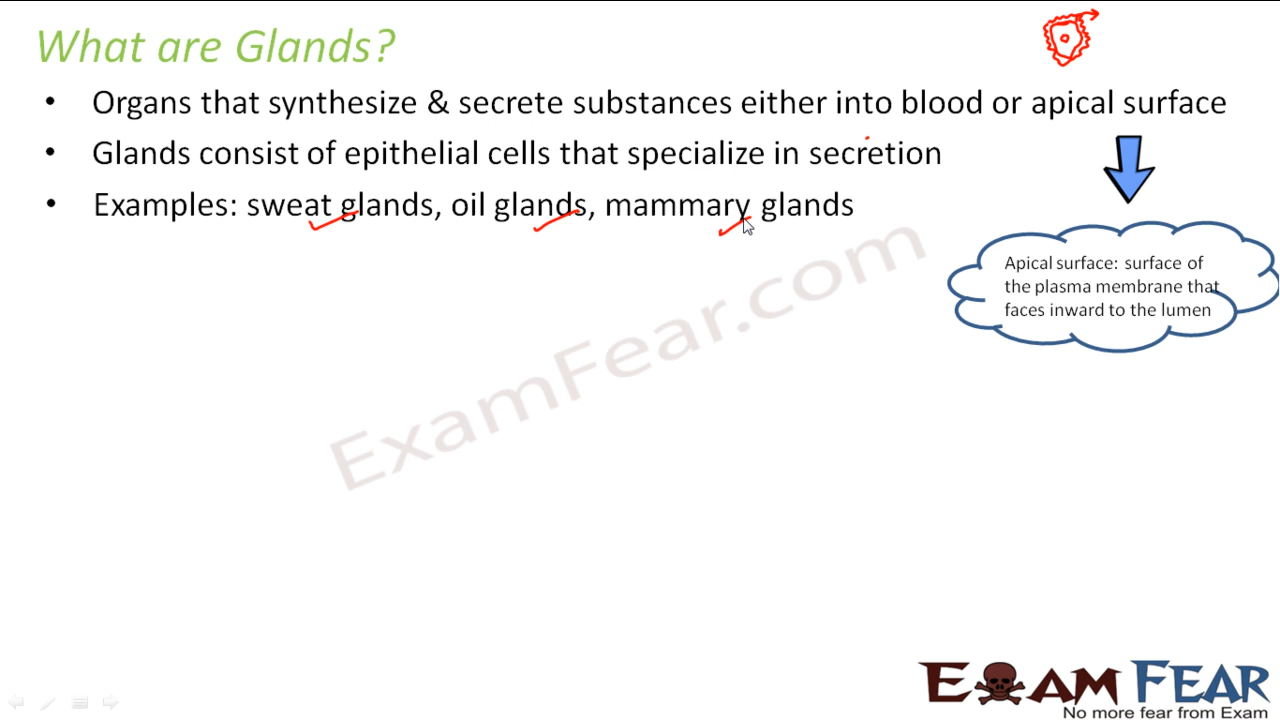 What are Glands?
• Organs that synthesize & secrete substances either into blood or apical surface
• Glands consist of epithelial cells that specialize in secretion
• Examples: sweat glands, oil glands, mammary glands
Apical surface: surface of
the plasma membrane that
faces inward to the lumen
ExamFear.com
EXAM FEAR
No more fear from Exam